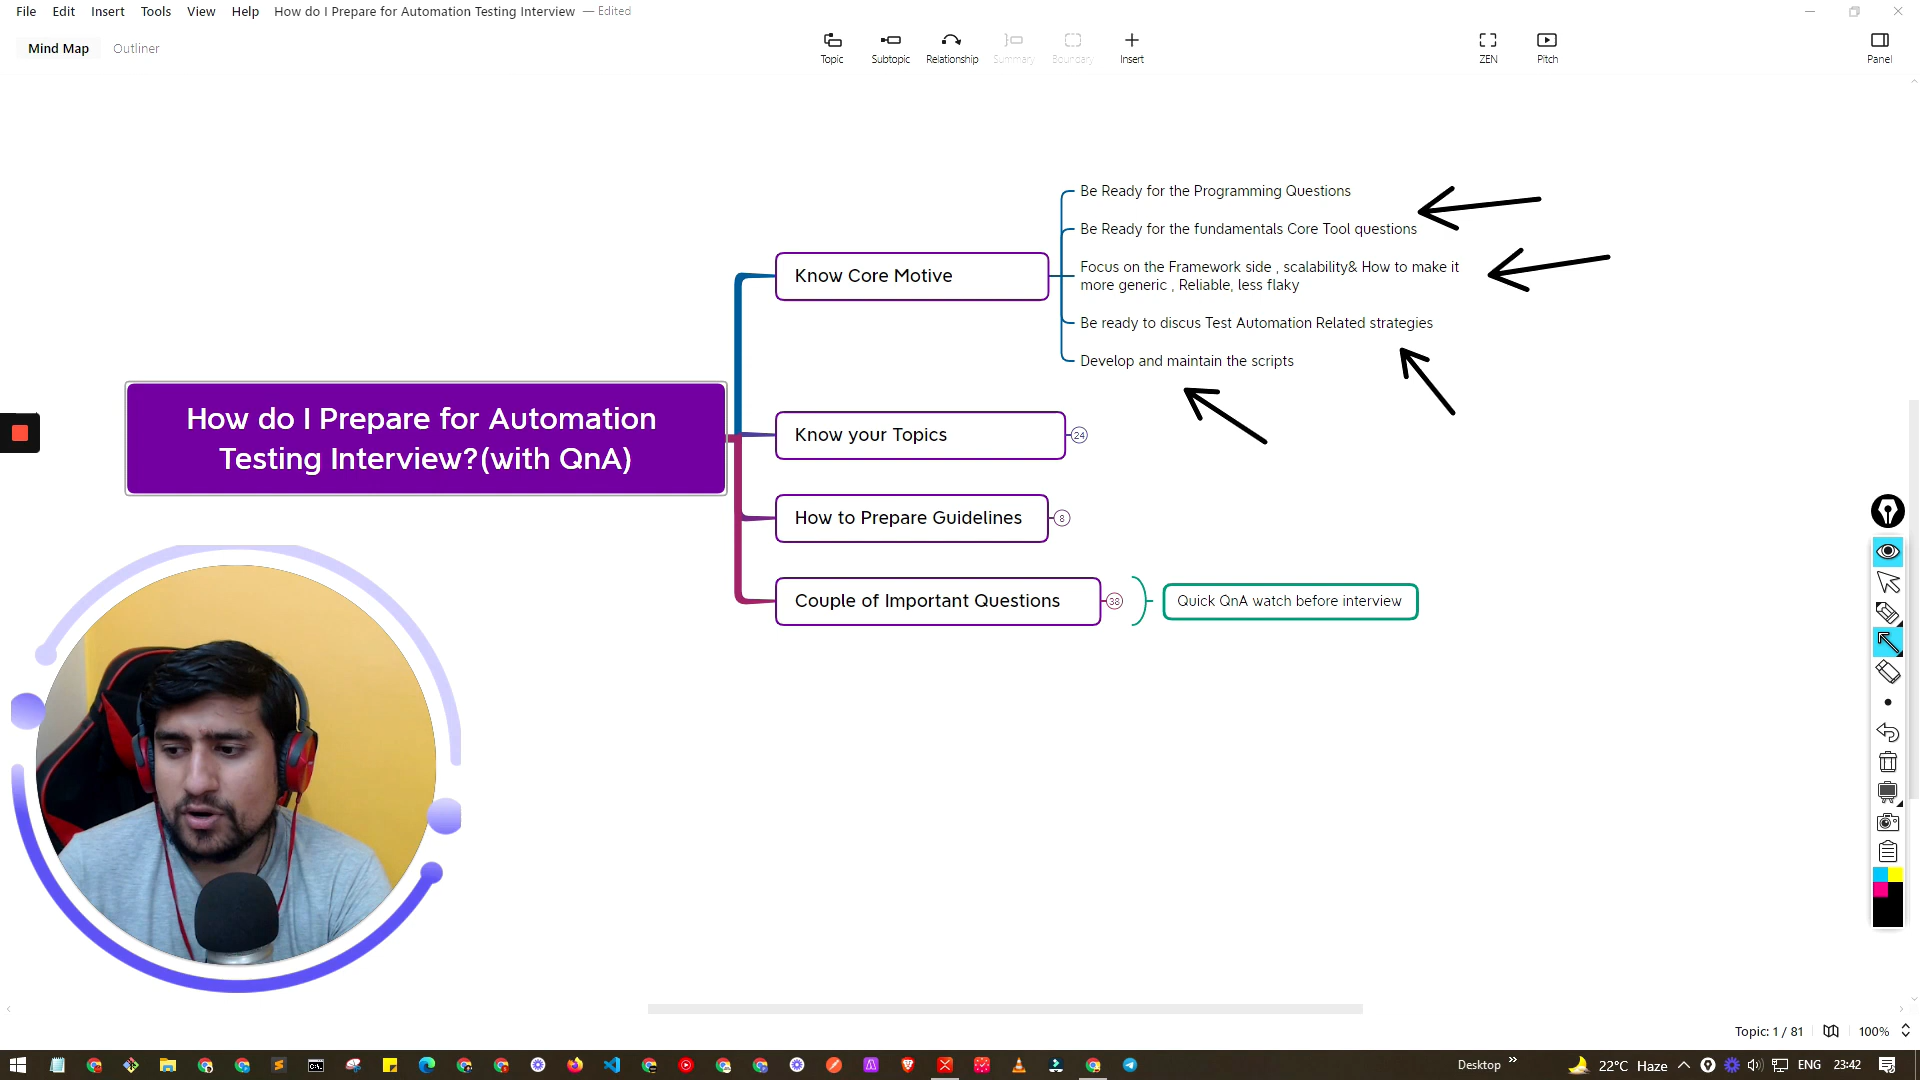 File Edit Insert Tools View Help How do I Prepare for Automation Testing Interview — Edited
Mind Map Outliner
Topic Subtopic Relationship Summary Boundary Insert ZEN Pitch Panel
Be Ready for the Programming Questions
Be Ready for the fundamentals Core Tool questions
Know Core Motive
Focus on the Framework side , scalability& How to make it
more generic , Reliable, less flaky
Be ready to discus Test Automation Related strategies
Develop and maintain the scripts
How do I Prepare for Automation
Testing Interview?(with QnA)
Know your Topics 24
How to Prepare Guidelines 8
Couple of Important Questions 38 Quick QnA watch before interview
Topic: 1 / 81 100%
Desktop 22°C Haze ENG 23:42